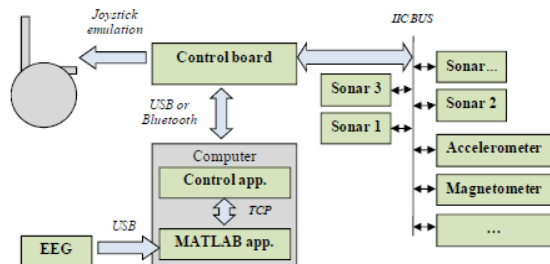 Joystick
emulation
Control board
IIC BUS
Sonar...
Sonar 3
Sonar 2
Sonar 1
USB or
Bluetooth
Accelerometer
Computer
Control app.
Magnetometer
TCP
...
EEG
USB
MATLAB app.